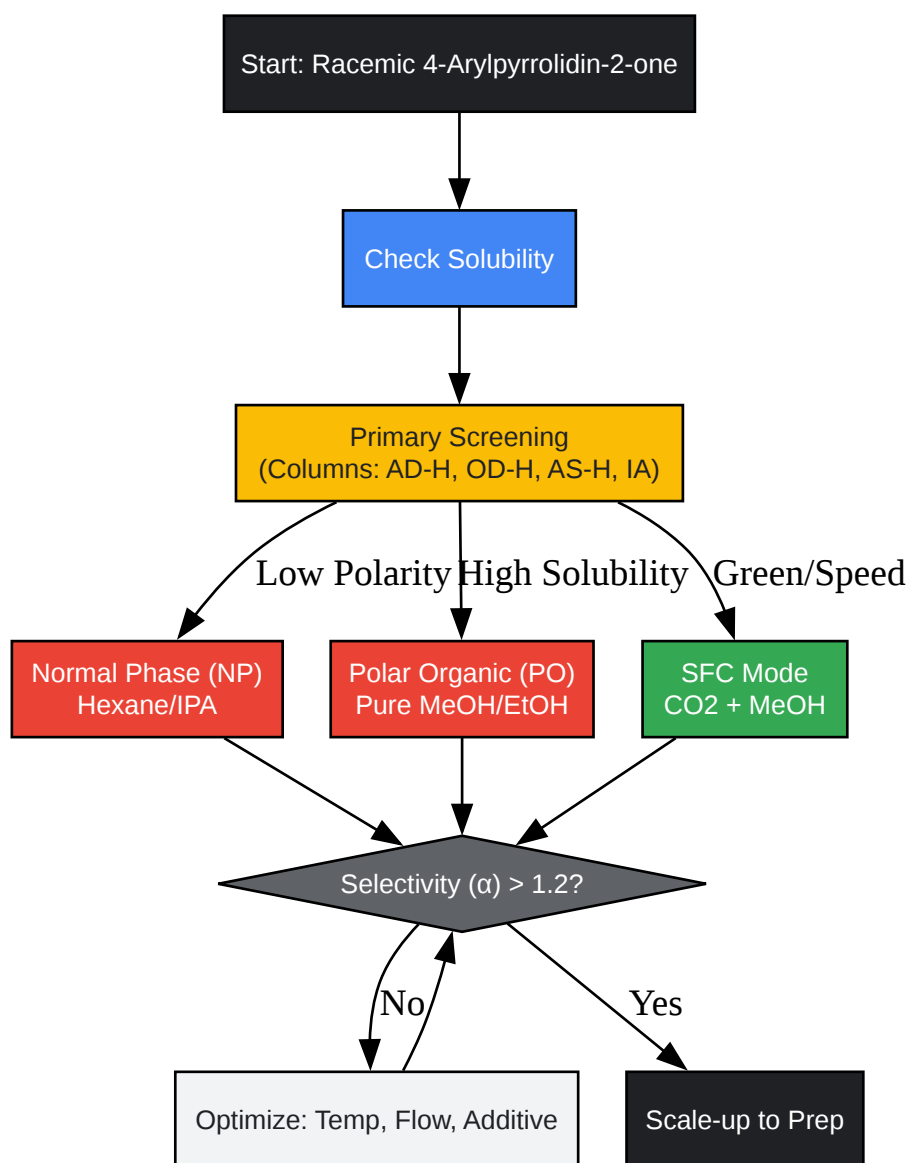 Start: Racemic 4-Arylpyrrolidin-2-one
Check Solubility
Primary Screening
(Columns: AD-H, OD-H, AS-H, IA)
Low Polarity
High Solubility
Green/Speed
Normal Phase (NP)
Hexane/IPA
Polar Organic (PO)
Pure MeOH/EtOH
SFC Mode
CO2 + MeOH
Selectivity (α) > 1.2?
No
Yes
Optimize: Temp, Flow, Additive
Scale-up to Prep